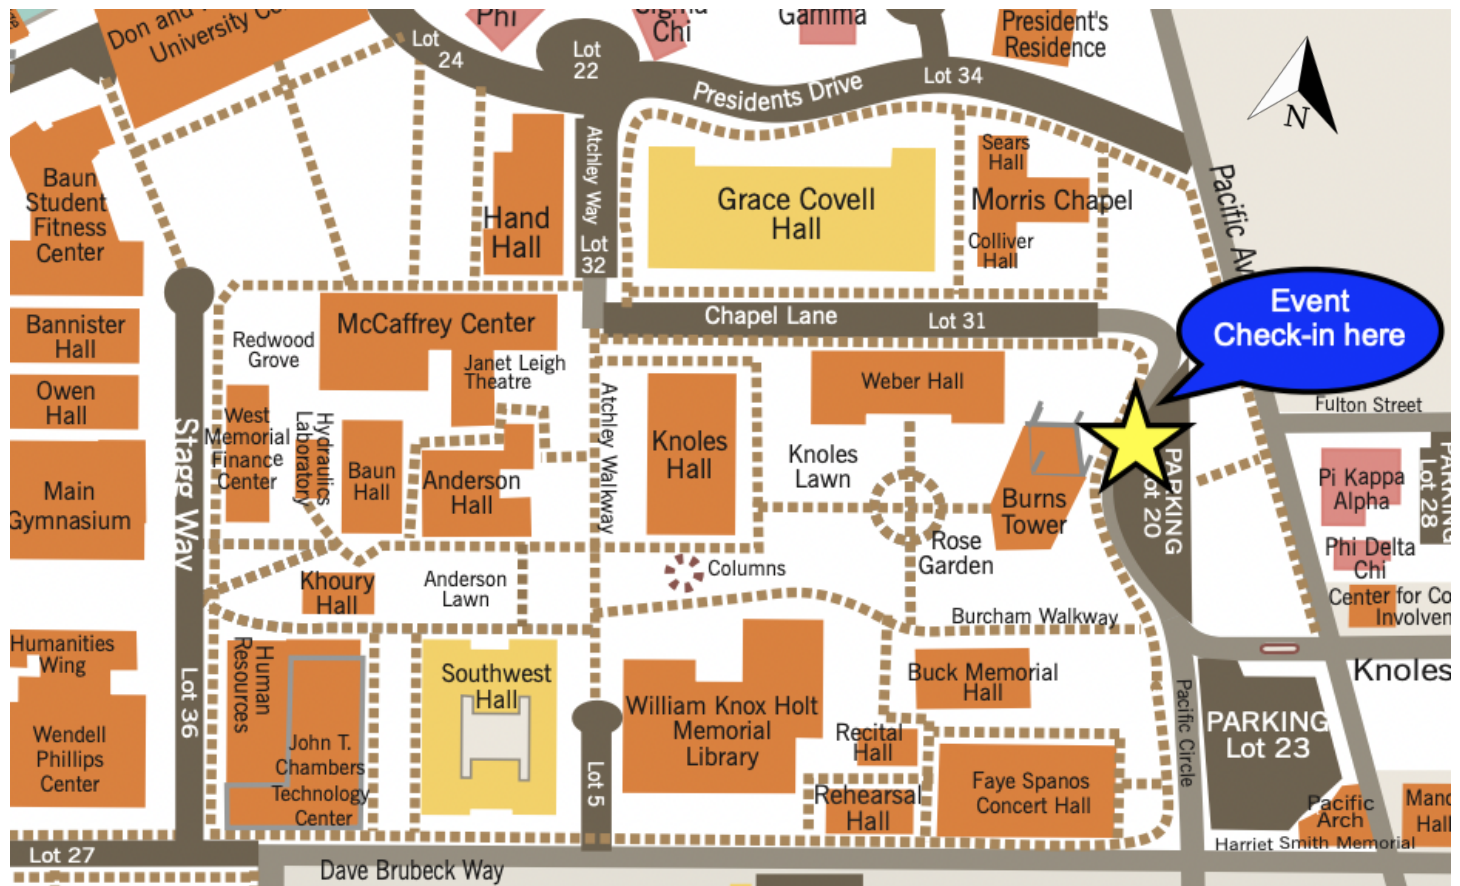 Don and
University Ce
Lot
24
Phi
Lot
22
Sigma
Chi
Gamma
President's
Residence
Lot 34
Presidents Drive
N
Atchley Way
Lot
32
Hand
Hall
Grace Covell
Hall
Sears
Hall
Morris Chapel
Colliver
Hall
Pacific Av
Baun
Student
Fitness
Center
Bannister
Hall
Owen
Hall
Main
Gymnasium
Stagg Way
Redwood
Grove
McCaffrey Center
Janet Leigh
Theatre
Chapel Lane
Lot 31
Event
Check-in here
Fulton Street
West
Memorial
Finance
Center
Hydraulics
Laboratory
Baun
Hall
Anderson
Hall
Atchley Walkway
Knoles
Hall
Weber Hall
Knoles
Lawn
Burns
Tower
PARKING
Lot 20
Pi Kappa
Alpha
PARKING
Lot 28
Phi Delta
Chi
Center for Co
Involvem
Rose
Garden
Columns
Khoury
Hall
Anderson
Lawn
Burcham Walkway
Humanities
Wing
Wendell
Phillips
Center
Lot 36
Human
Resources
John T.
Chambers
Technology
Center
Southwest
Hall
Lot 5
William Knox Holt
Memorial
Library
Buck Memorial
Hall
Recital
Hall
Rehearsal
Hall
Faye Spanos
Concert Hall
Pacific Circle
Knoles
PARKING
Lot 23
Pacific
Arch
Harriet Smith Memorial
Hall
Lot 27
Dave Brubeck Way